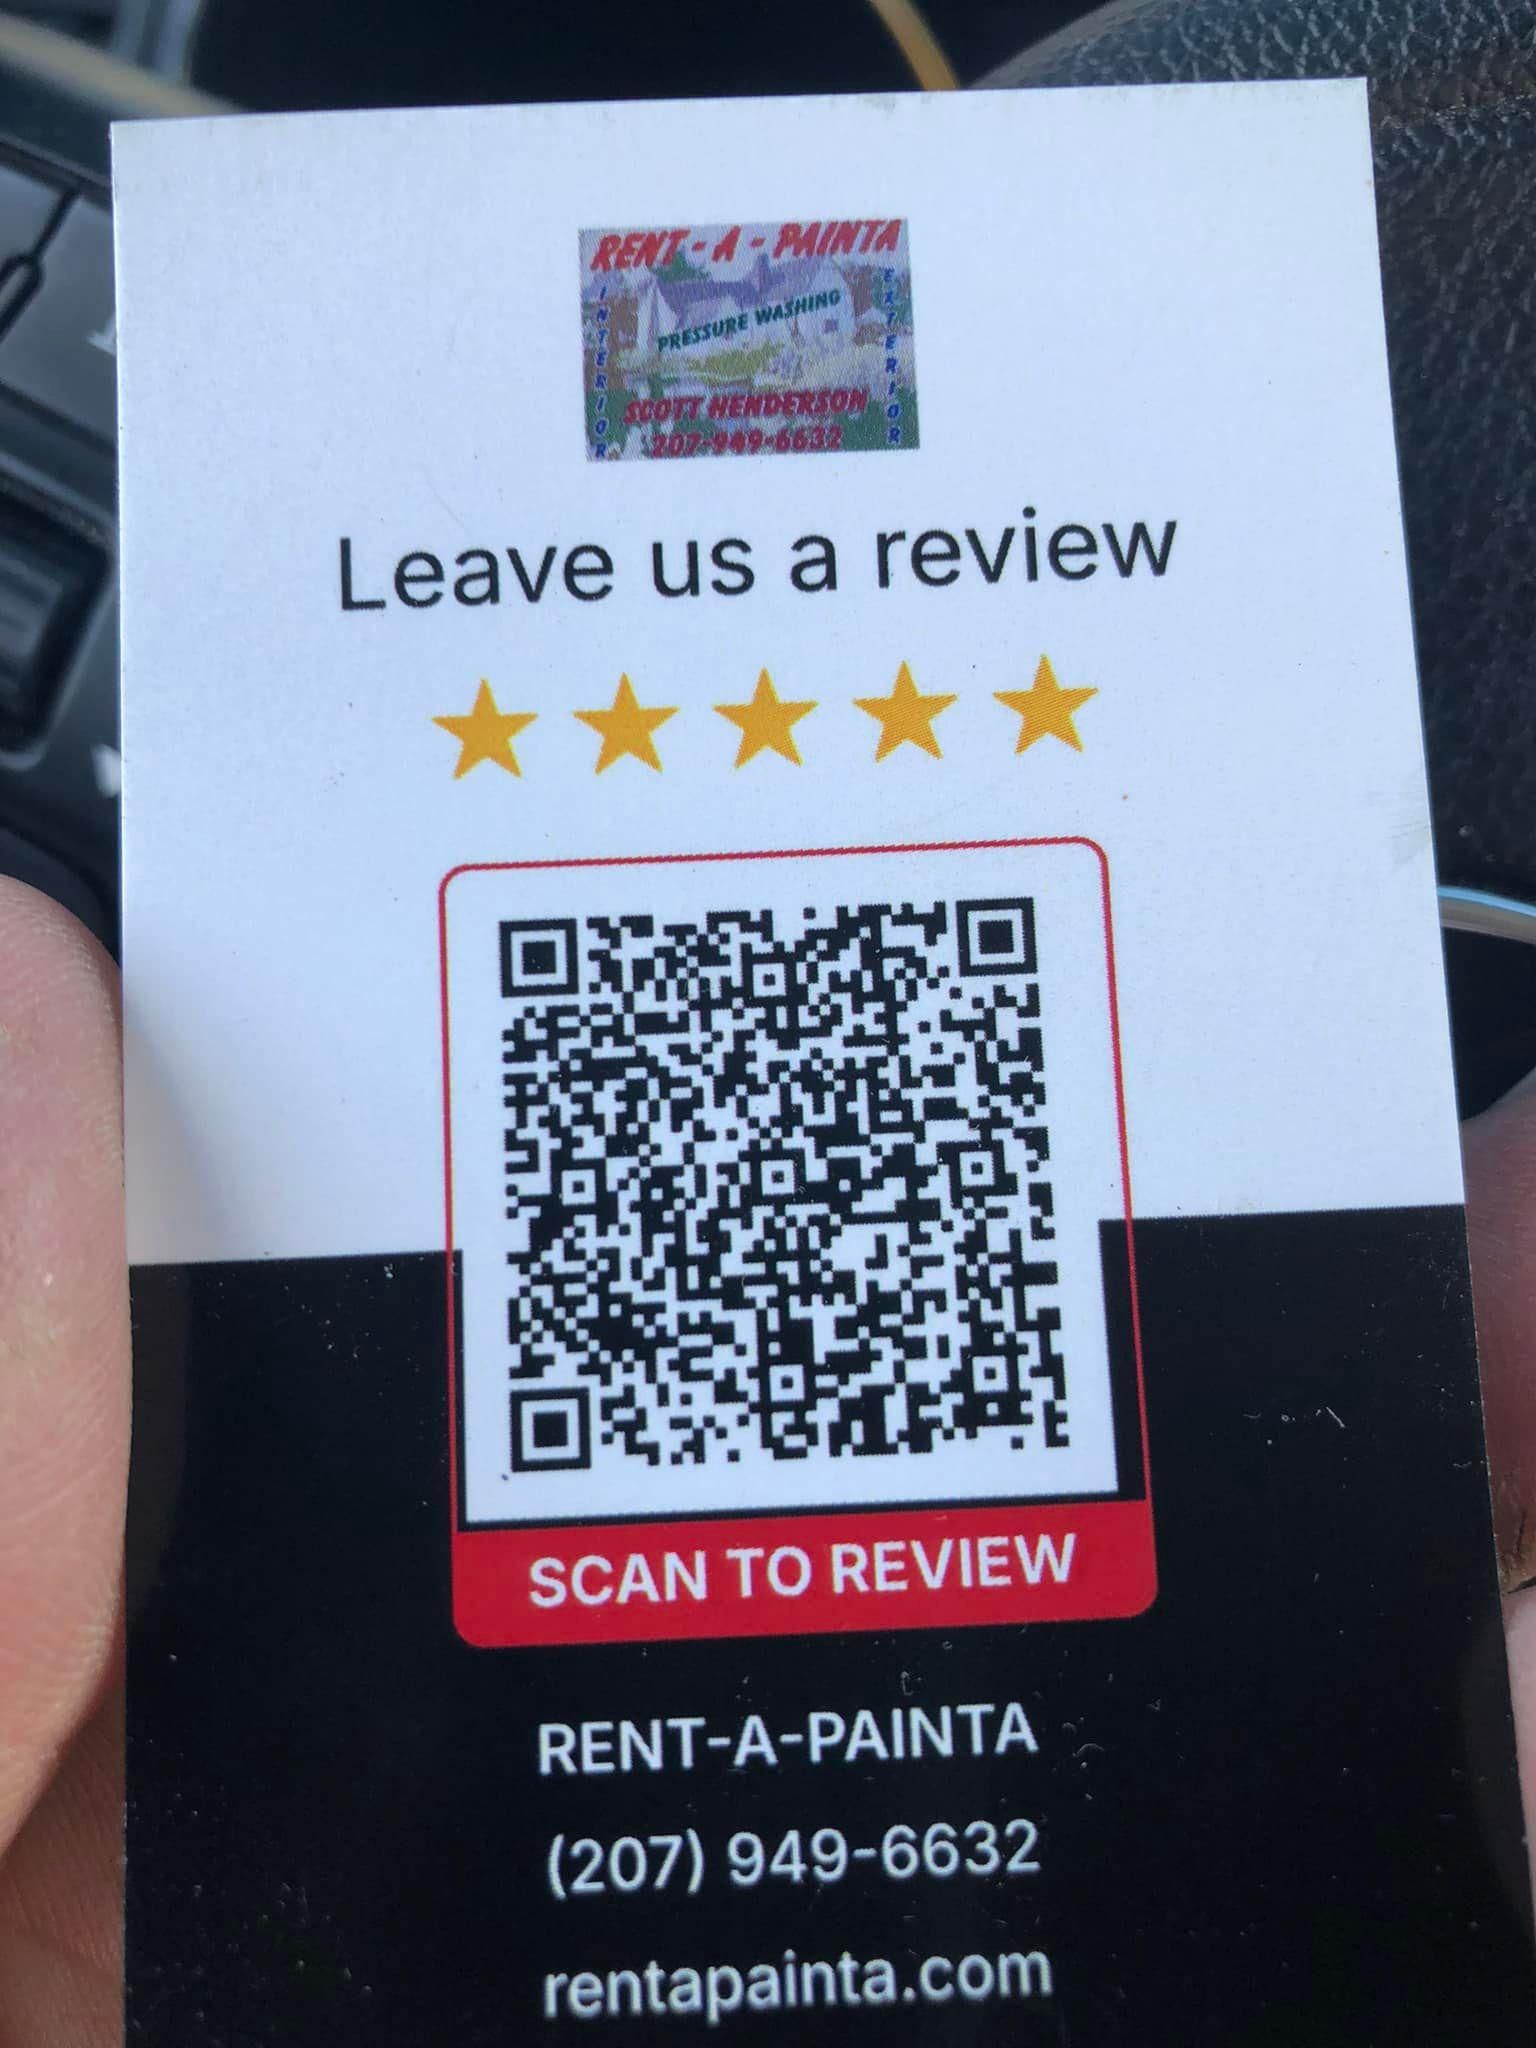 RENT-A-PAINTA
INTERIOR
PRESSURE WASHING
EXTERIOR
SCOTT HENDERSON
207-949-6632
Leave us a review
SCAN TO REVIEW
RENT-A-PAINTA
(207) 949-6632
rentapainta.com